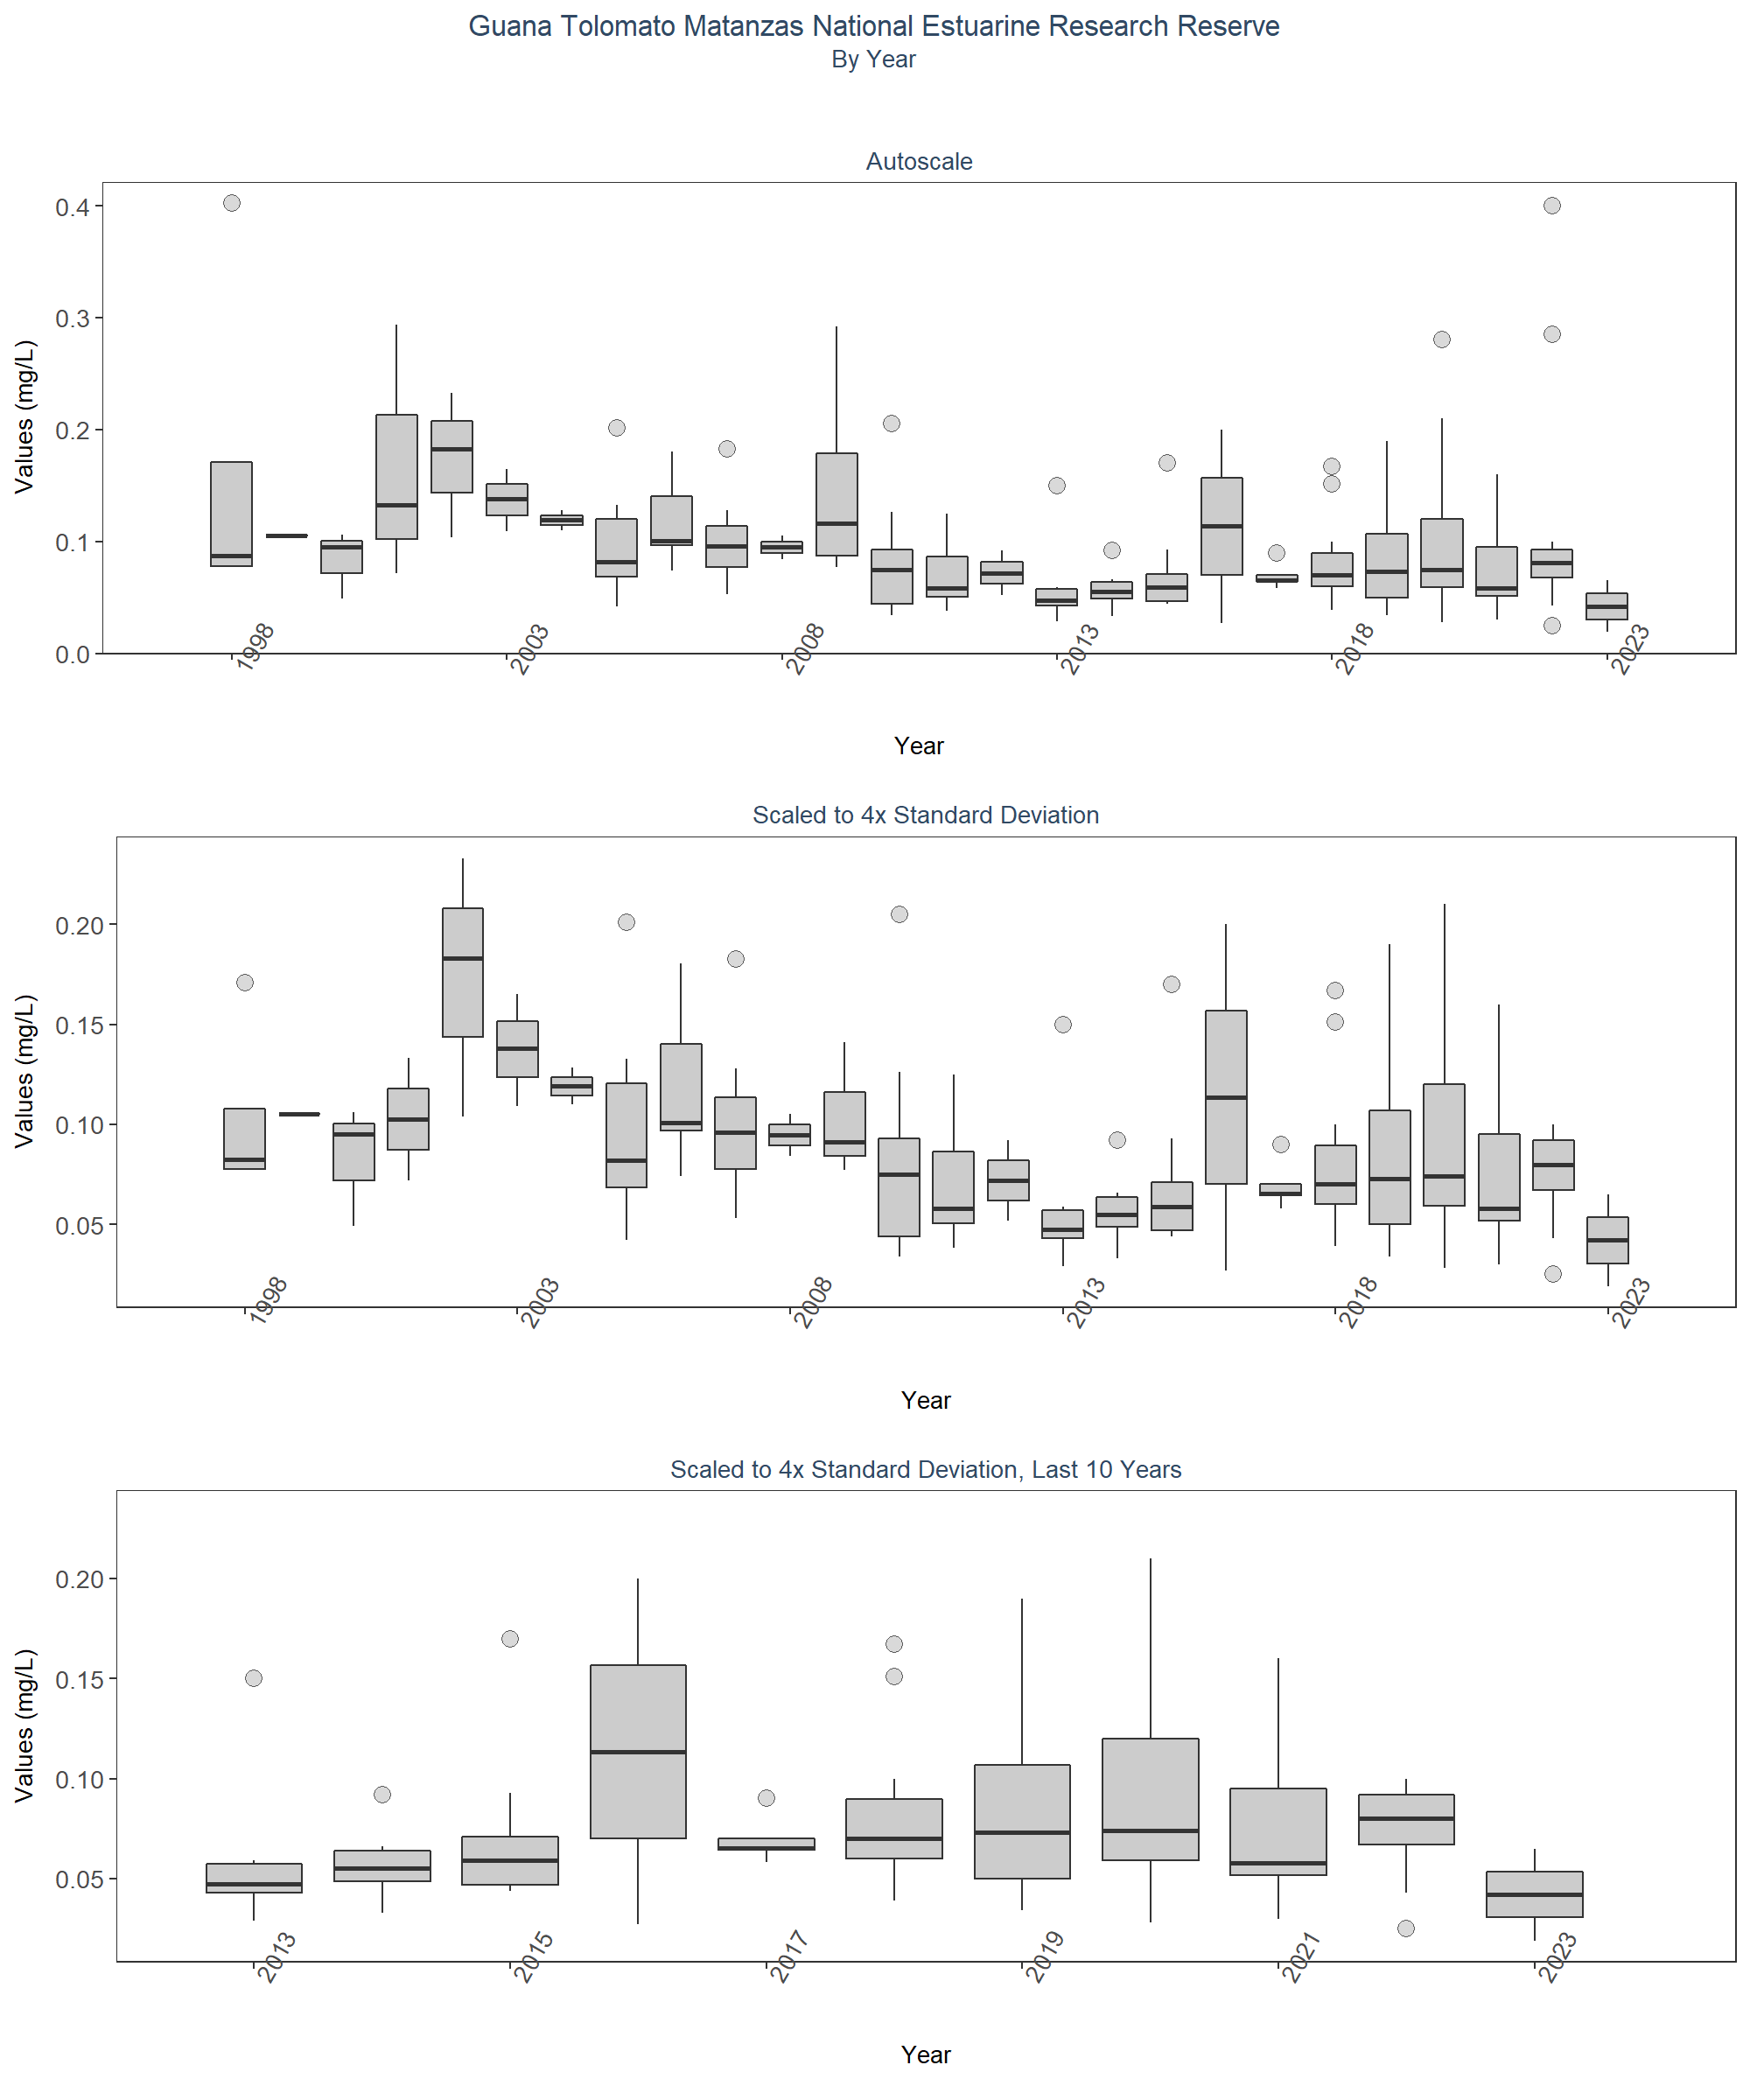 Guana Tolomato Matanzas National Estuarine Research Reserve
By Year
Autoscale
Values (mg/L)
0.4
0.3
0.2
0.1
0.0
1998 2003 2008 2013 2018 2023
Year
Scaled to 4x Standard Deviation
Values (mg/L)
0.20
0.15
0.10
0.05
1998 2003 2008 2013 2018 2023
Year
Scaled to 4x Standard Deviation, Last 10 Years
Values (mg/L)
0.20
0.15
0.10
0.05
2013 2015 2017 2019 2021 2023
Year